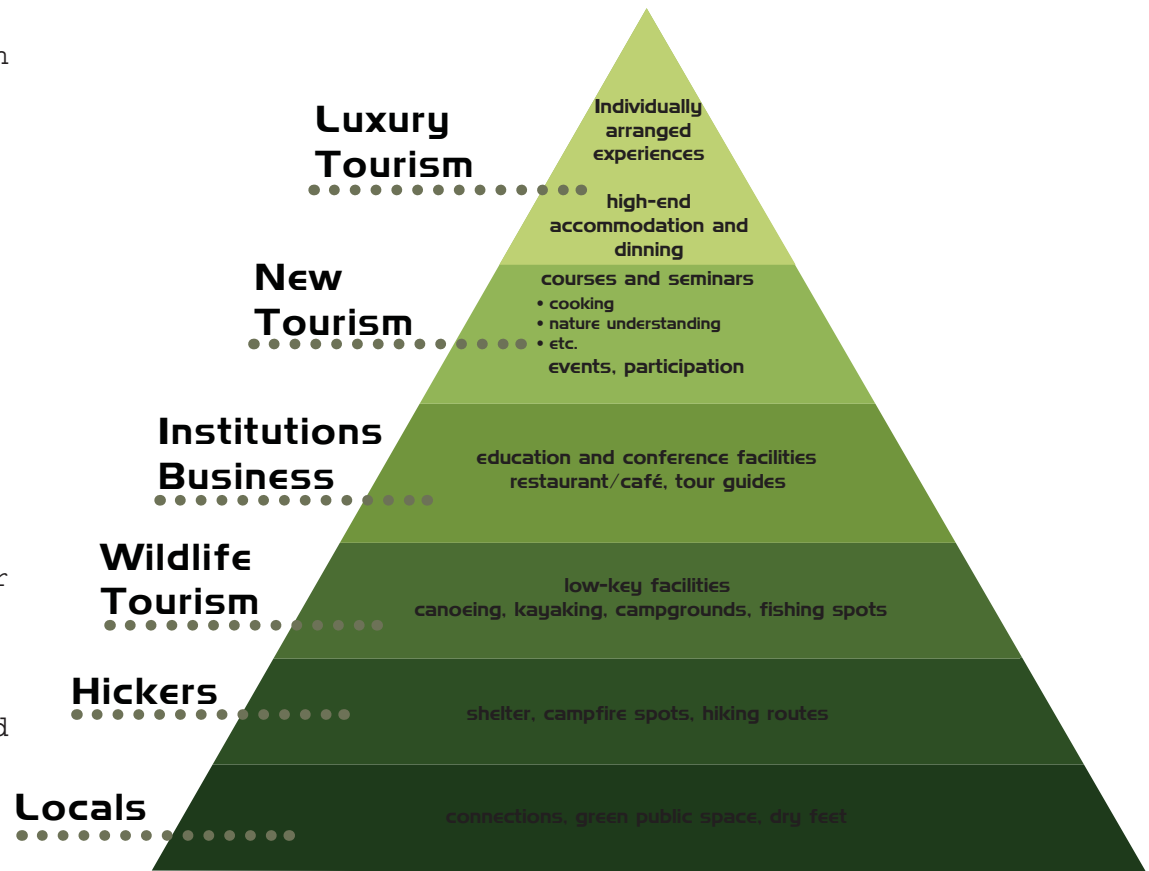 Luxury
Tourism
Individually
arranged
experiences
high-end
accommodation and
dinning
New
Tourism
courses and seminars
• cooking
• nature understanding
• etc.
events, participation
Institutions
Business
education and conference facilities
restaurant/café, tour guides
Wildlife
Tourism
low-key facilities
canoeing, kayaking, campgrounds, fishing spots
Hickers
shelter, campfire spots, hiking routes
Locals
connections, green public space, dry feet